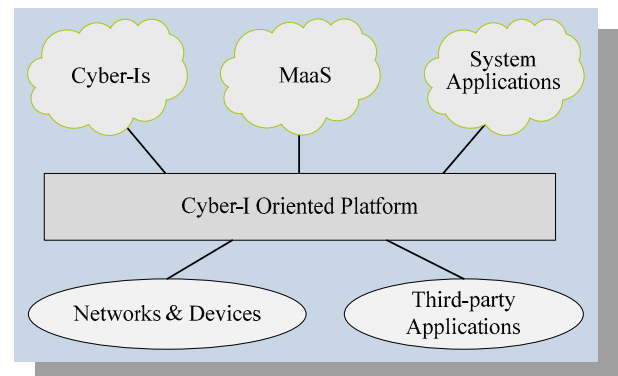 Cyber-Is
MaaS
System
Applications
Cyber-I Oriented Platform
Networks & Devices
Third-party
Applications